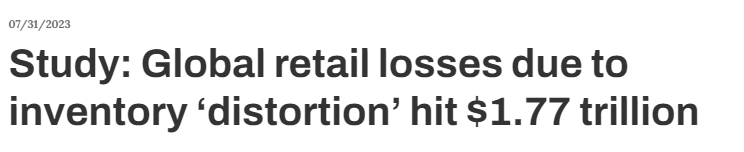 07/31/2023
Study: Global retail losses due to
inventory ‘distortion’ hit $1.77 trillion